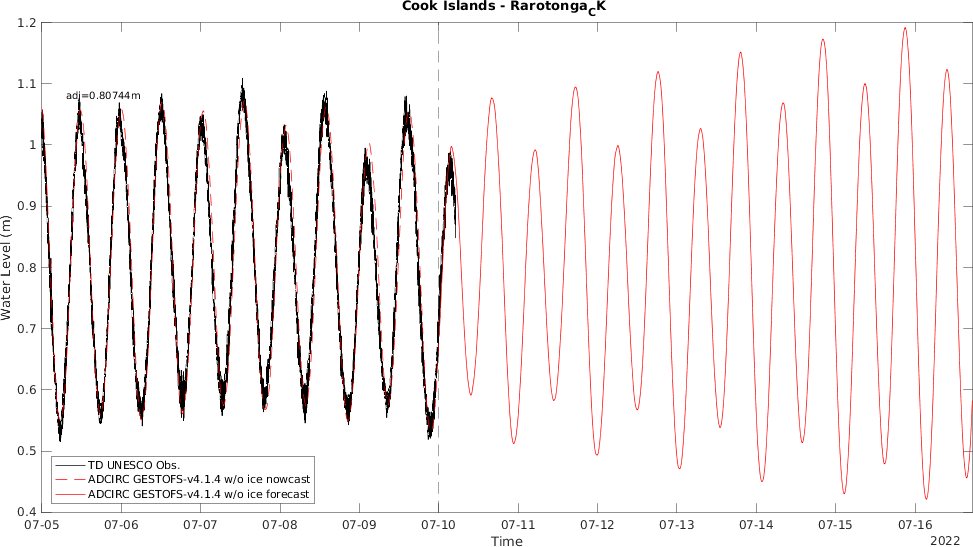 Cook Islands - Rarotonga_CK
1.2
1.1
1
0.9
0.8
0.7
0.6
0.5
0.4
Water Level (m)
adj=0.80744m
TD UNESCO Obs.
ADCIRC GESTOFS-v4.1.4 w/o ice nowcast
ADCIRC GESTOFS-v4.1.4 w/o ice forecast
07-05 07-06 07-07 07-08 07-09 07-10 07-11 07-12 07-13 07-14 07-15 07-16
Time
2022